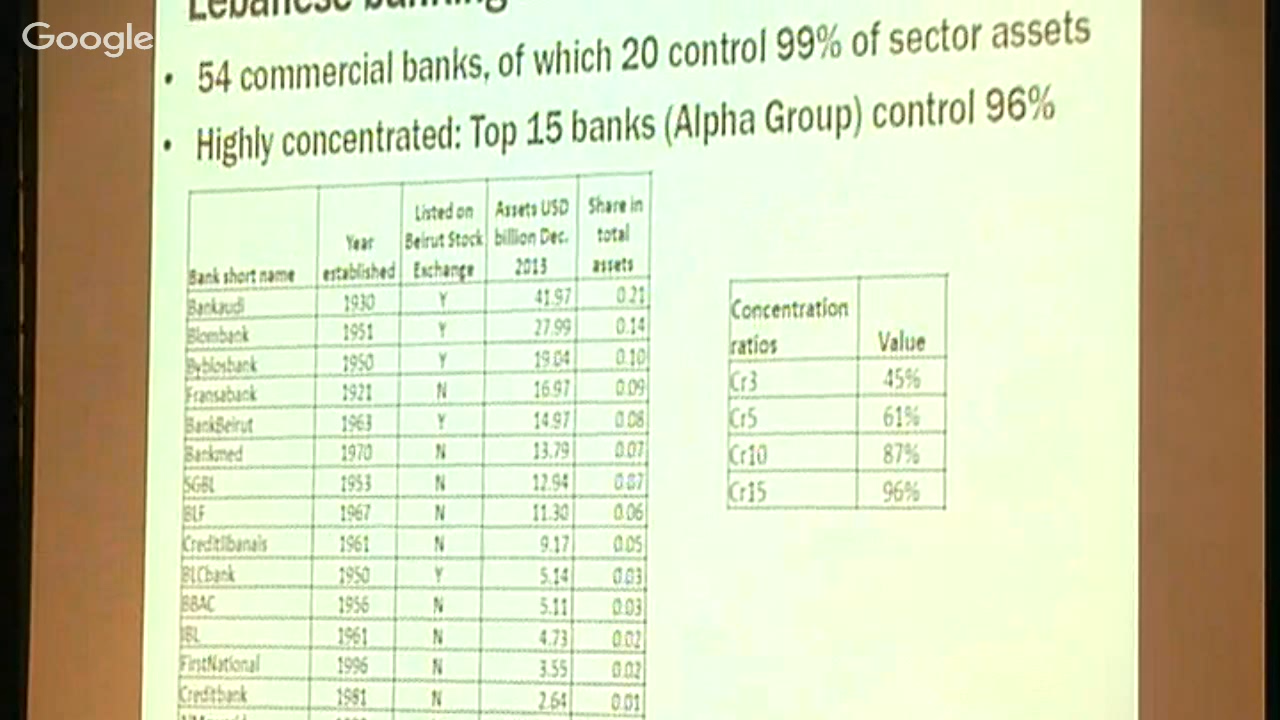 Google
Lebanese banking
• 54 commercial banks, of which 20 control 99% of sector assets
• Highly concentrated: Top 15 banks (Alpha Group) control 96%
Bank short name Year established Listed on Beirut Stock Exchange Assets USD billion Dec. 2013 Share in total assets
Bankaudi 1930 Y 41.97 0.21
Blombank 1951 Y 27.99 0.14
Byblosbank 1950 Y 19.04 0.10
Fransabank 1921 N 16.97 0.09
BankBeirut 1963 Y 14.97 0.08
Bankmed 1970 N 13.79 0.07
SGBL 1953 N 12.94 0.07
BLF 1967 N 11.30 0.06
Creditlibanais 1961 N 9.17 0.05
BLCbank 1950 Y 5.14 0.03
BBAC 1956 N 5.11 0.03
IBL 1961 N 4.73 0.02
FirstNational 1996 N 3.55 0.02
Creditbank 1981 N 2.64 0.01
Concentration ratios Value
Cr3 45%
Cr5 61%
Cr10 87%
Cr15 96%